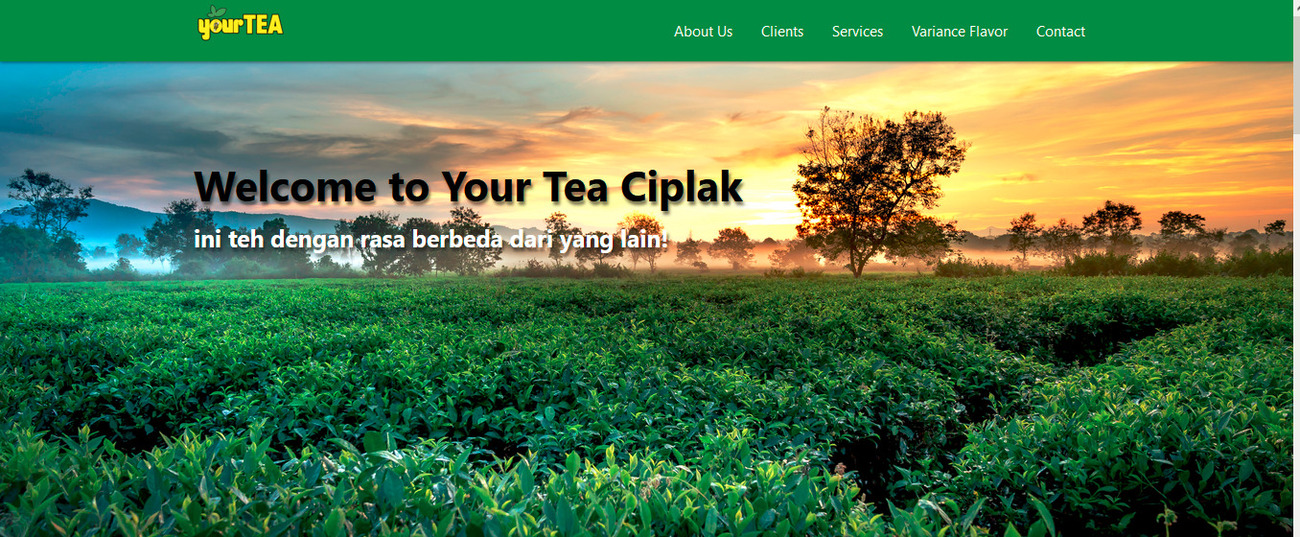 yourTEA
About Us Clients Services Variance Flavor Contact
Welcome to Your Tea Ciplak
ini teh dengan rasa berbeda dari yang lain!